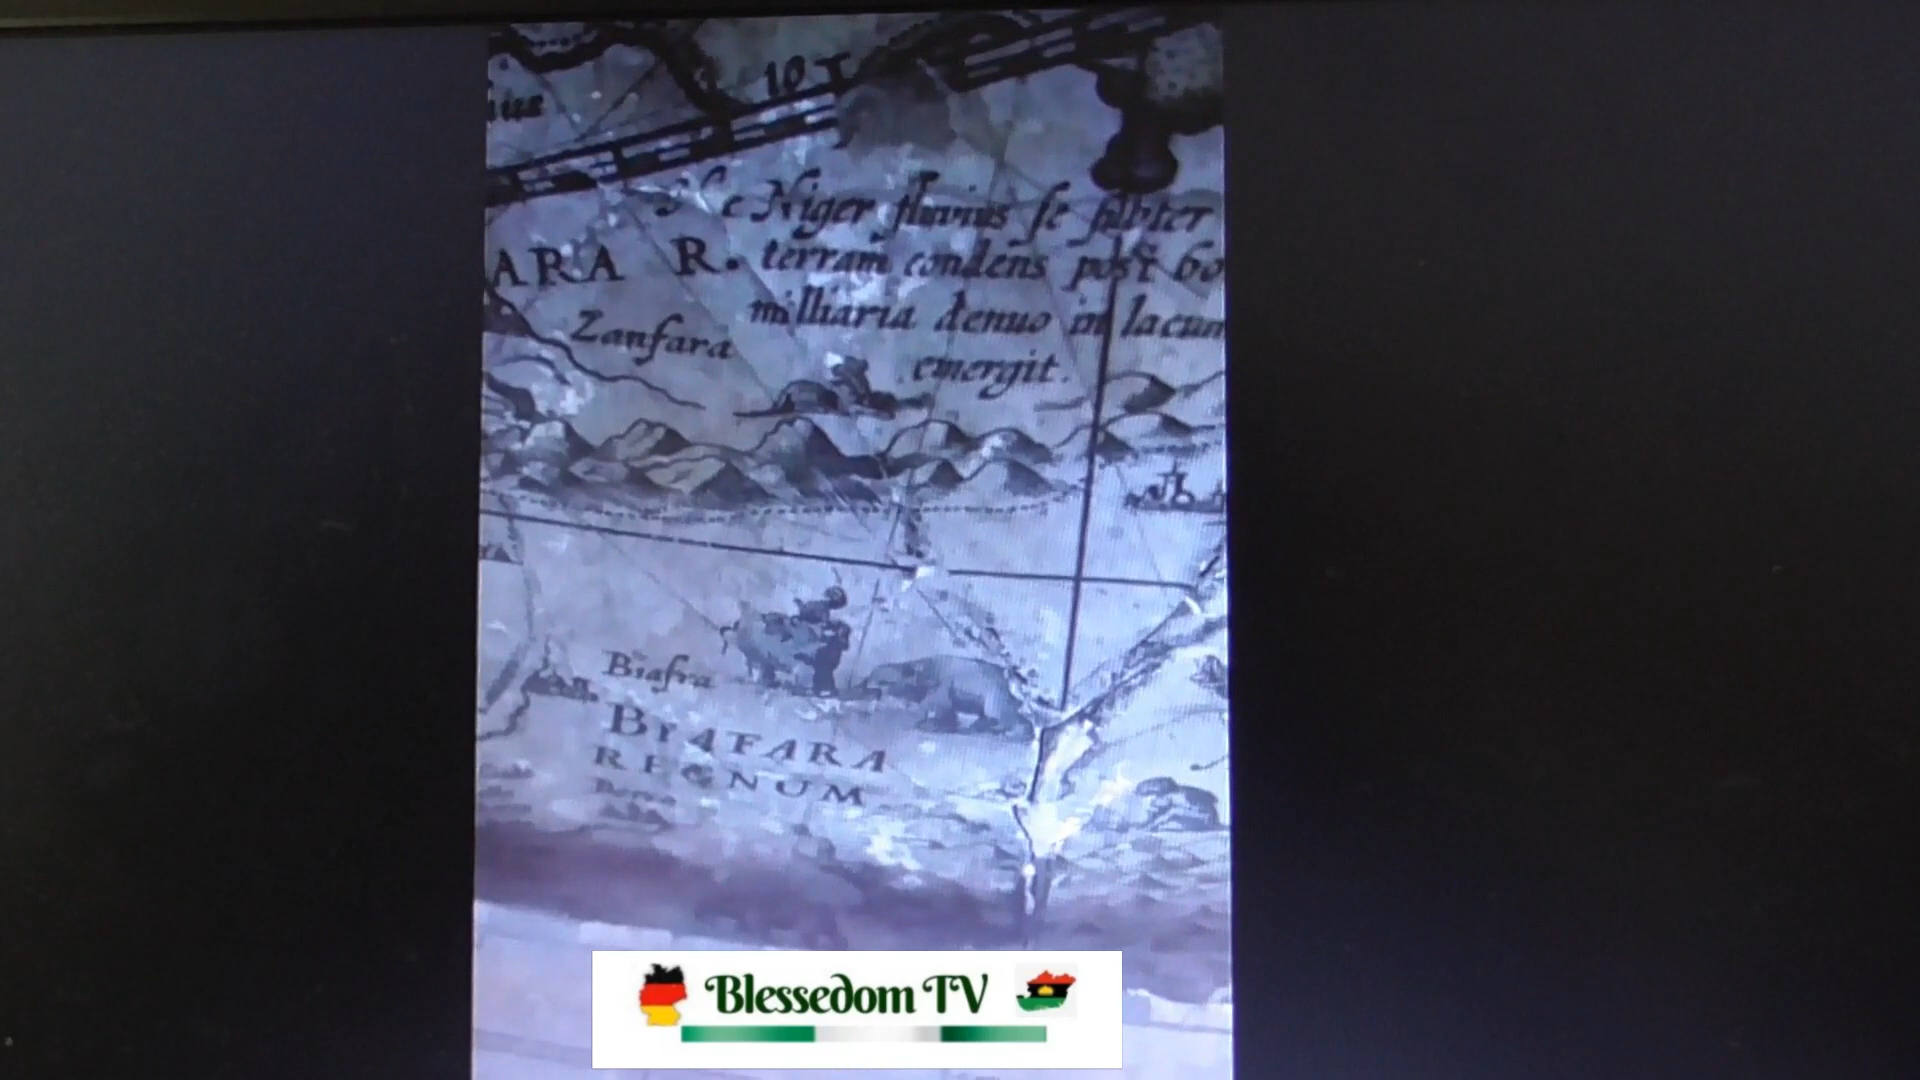 10
Niger fluvius se subter
ARA R. terram condens post 60
milliaria denuo in lacum
Zanfara
emergit.
Biafra
BIAFARA
REGNUM
Blessedom TV